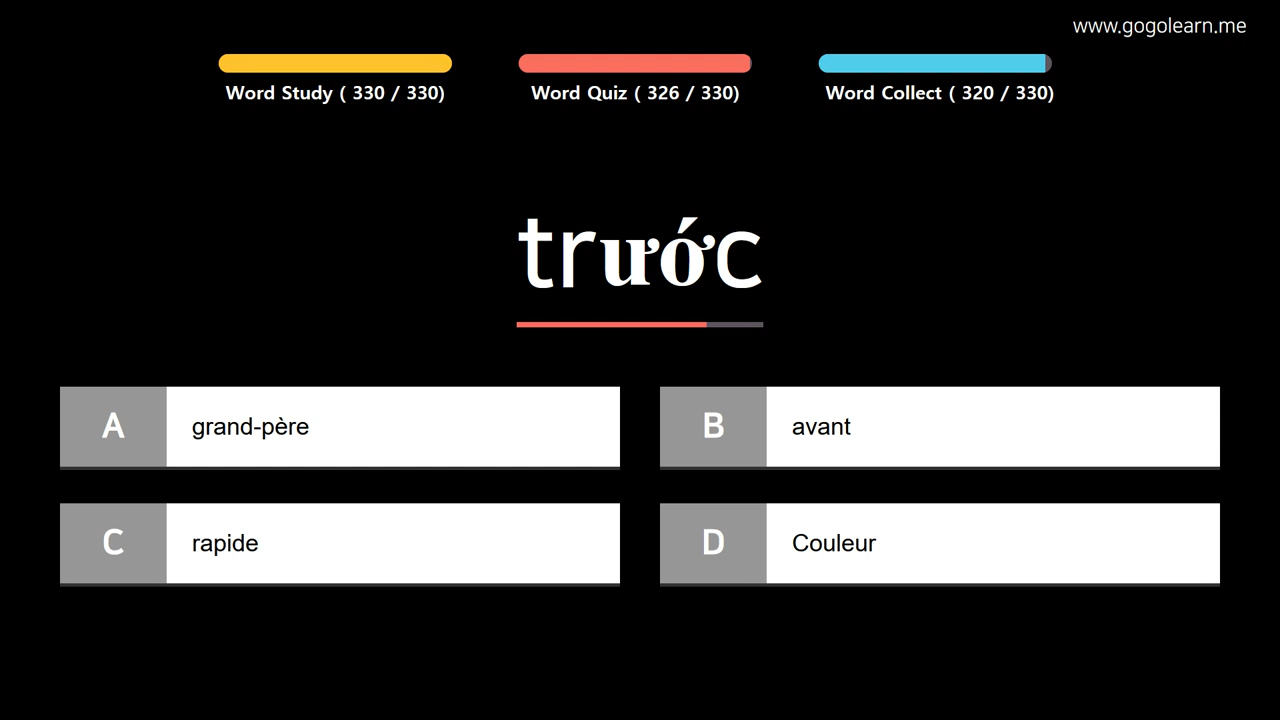 www.gogolearn.me
Word Study ( 330 / 330)
Word Quiz ( 326 / 330)
Word Collect ( 320 / 330)
trước
A grand-père
B avant
C rapide
D Couleur